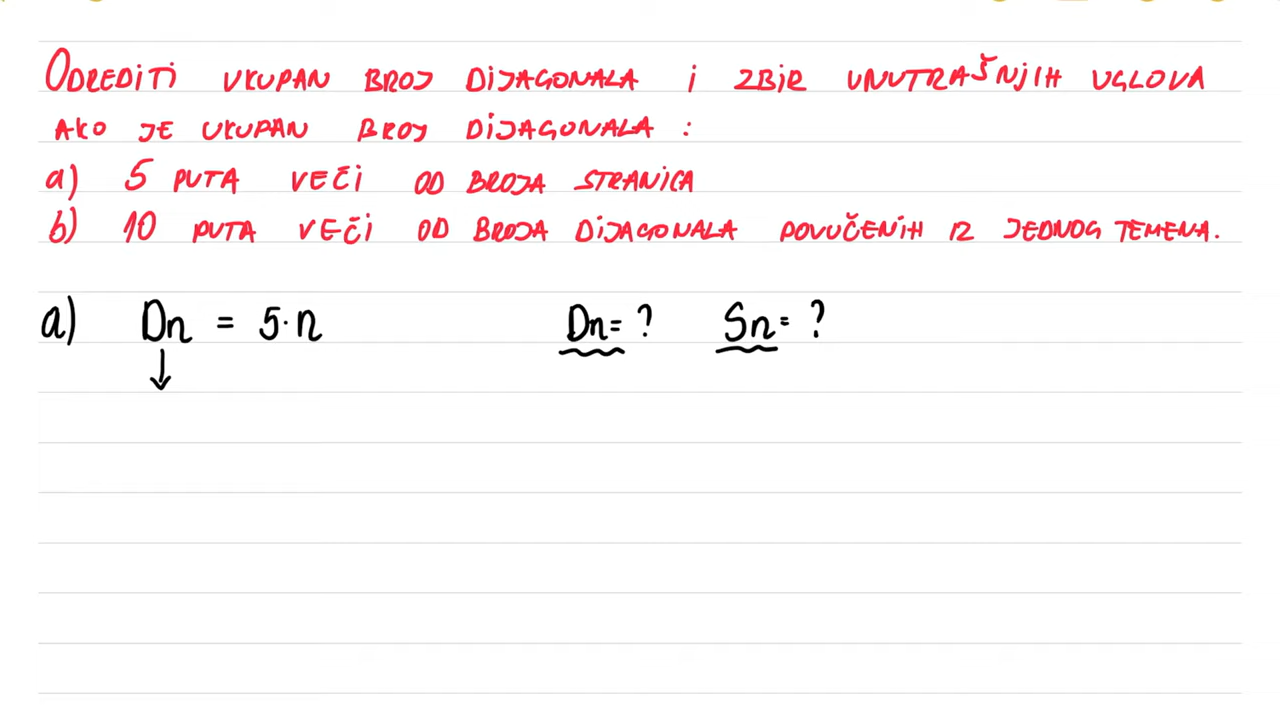 ODREDITI UKUPAN BROJ DIJAGONALA I ZBIR UNUTRAŠNJIH UGLOVA
AKO JE UKUPAN BROJ DIJAGONALA :
a) 5 PUTA VEĆI OD BROJA STRANICA
b) 10 PUTA VEĆI OD BROJA DIJAGONALA POVUČENIH IZ JEDNOG TEMENA.
a) Dn = 5·n Dn = ? Sn = ?